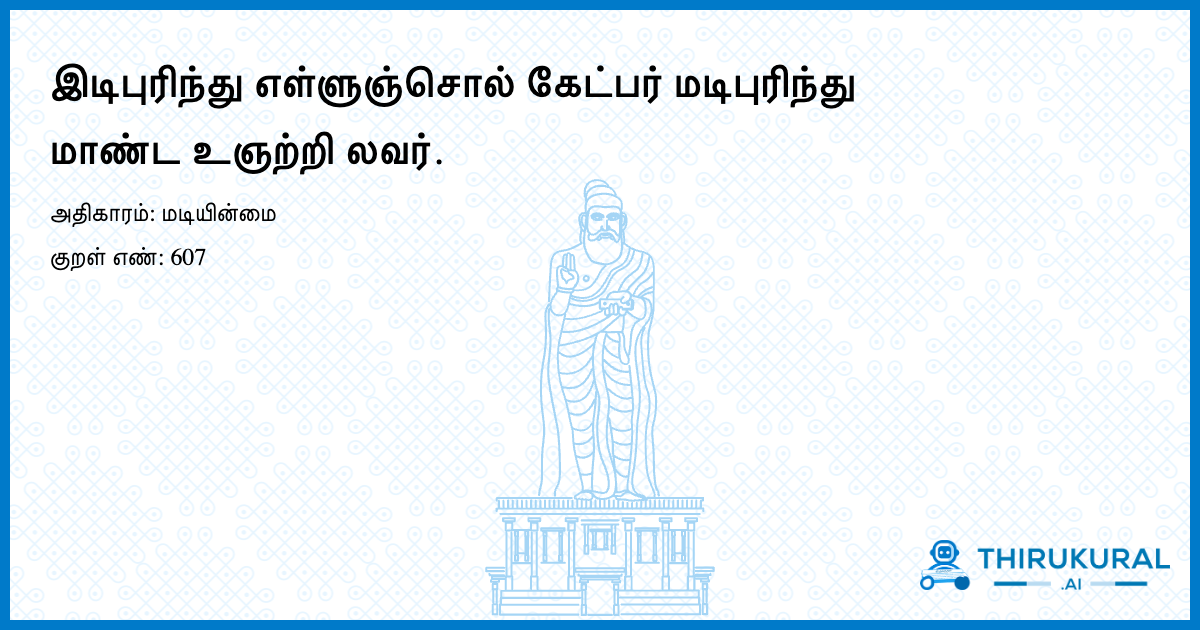 இடிபுரிந்து எள்ளுஞ்சொல் கேட்பர் மடிபுரிந்து
மாண்ட உஞற்றி லவர்.
அதிகாரம்: மடியின்மை
குறள் எண்: 607
THIRUKURAL
.AI